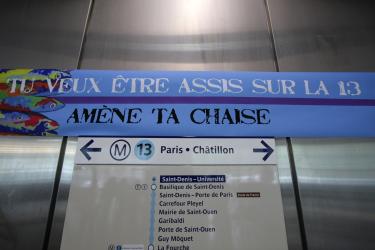 TU VEUX ÊTRE ASSIS SUR LA 13
AMÈNE TA CHAISE
M 13 Paris • Châtillon
Saint-Denis – Université
Basilique de Saint-Denis
Saint-Denis – Porte de Paris
Carrefour Pleyel
Mairie de Saint-Ouen
Garibaldi
Porte de Saint-Ouen
Guy Môquet
La Fourche